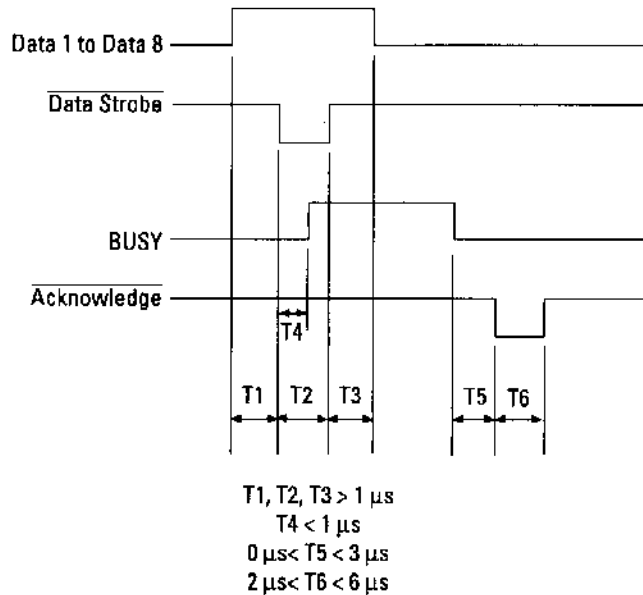 Data 1 to Data 8
Data Strobe
BUSY
Acknowledge
T4
T1 T2 T3 T5 T6
T1, T2, T3 > 1 µs
T4 < 1 µs
0 µs< T5 < 3 µs
2 µs< T6 < 6 µs